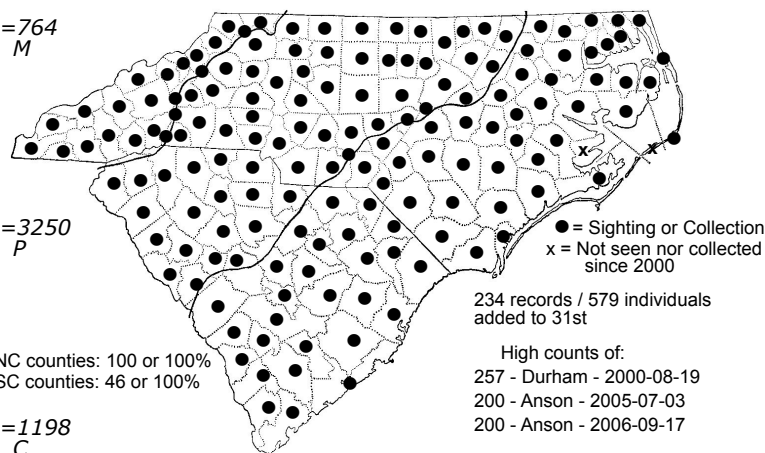 =764
M
=3250
P
● = Sighting or Collection
x = Not seen nor collected
since 2000
234 records / 579 individuals
added to 31st
NC counties: 100 or 100%
SC counties: 46 or 100%
High counts of:
257 - Durham - 2000-08-19
200 - Anson - 2005-07-03
200 - Anson - 2006-09-17
=1198
C
x
x